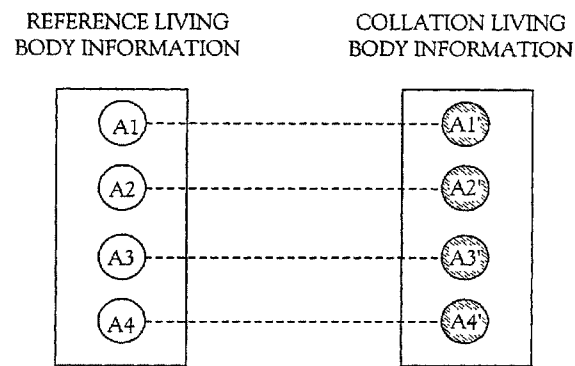 REFERENCE LIVING
BODY INFORMATION
COLLATION LIVING
BODY INFORMATION
A1 A1'
A2 A2'
A3 A3'
A4 A4'